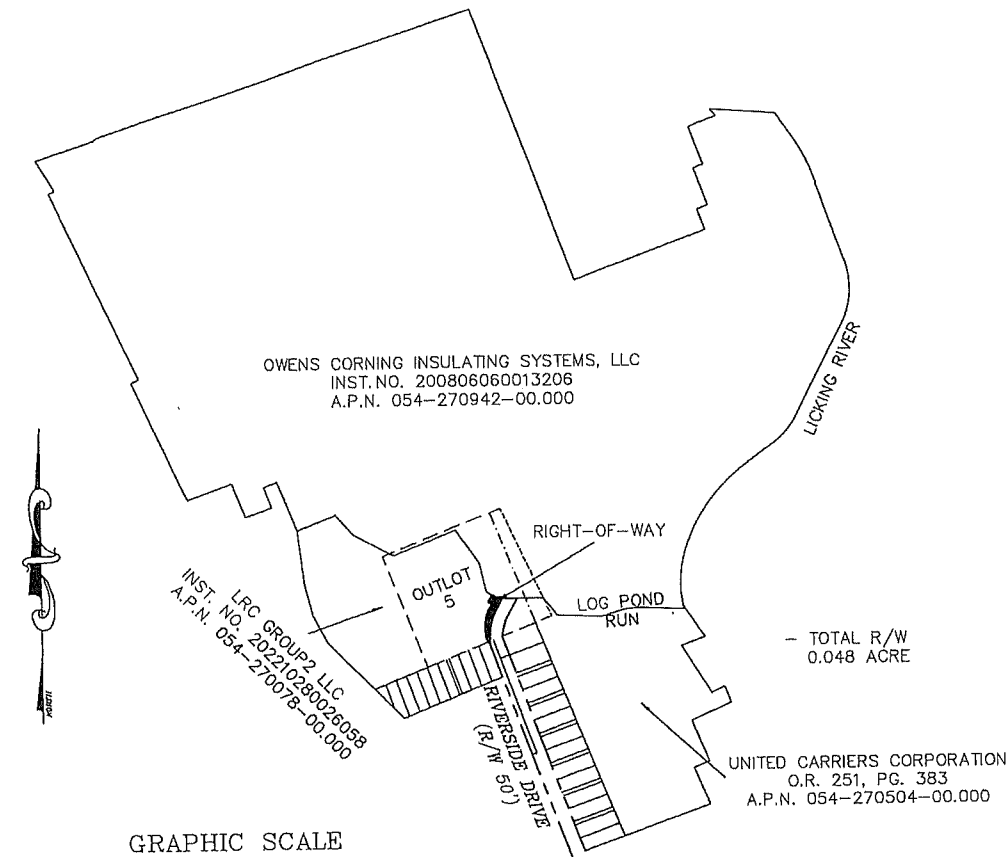 OWENS CORNING INSULATING SYSTEMS, LLC
INST. NO. 200806060013206
A.P.N. 054-270942-00.000
LICKING RIVER
RIGHT-OF-WAY
OUTLOT
5
LOG POND
RUN
LRC GROUP2 LLC
INST. NO. 202210280026058
A.P.N. 054-270078-00.000
- TOTAL R/W
0.048 ACRE
RIVERSIDE DRIVE
(R/W 50')
UNITED CARRIERS CORPORATION
O.R. 251, PG. 383
A.P.N. 054-270504-00.000
GRAPHIC SCALE